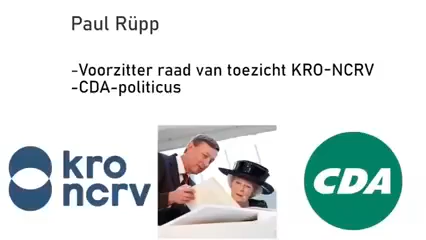 Paul Rüpp
-Voorzitter raad van toezicht KRO-NCRV
-CDA-politicus
kro
ncrv
CDA